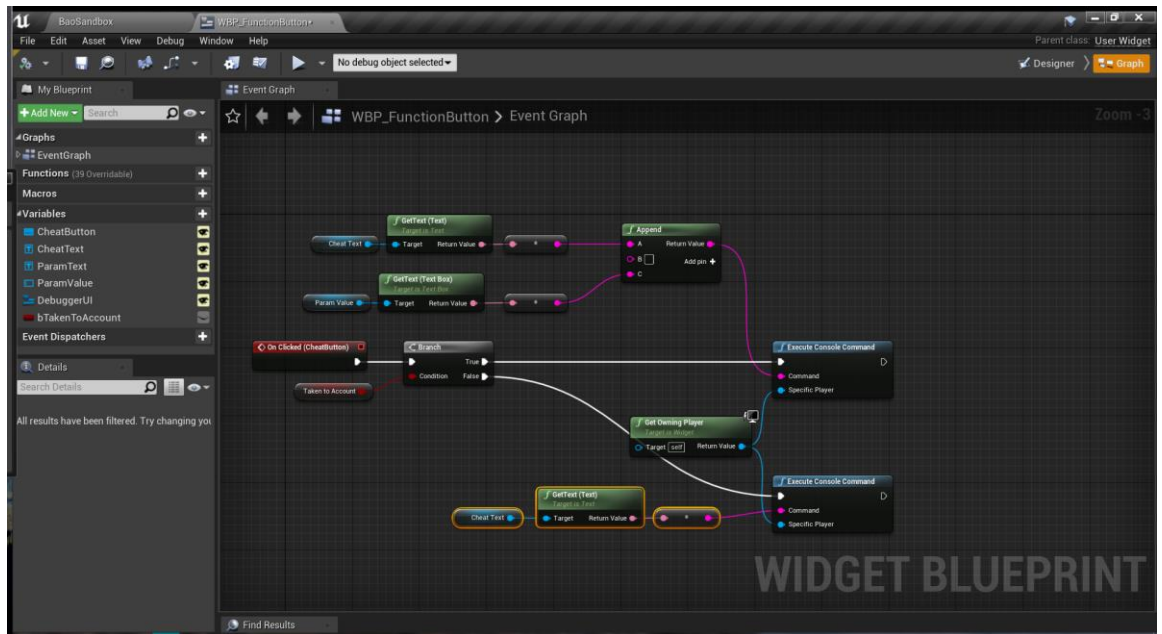 BaoSandbox
WBP_FunctionButton•
File Edit Asset View Debug Window Help
Parent class: User Widget
No debug object selected
Designer
Graph
My Blueprint
Event Graph
+Add New
Search
WBP_FunctionButton > Event Graph
Zoom -3
Graphs
EventGraph
Functions (39 Overridable)
Macros
Variables
CheatButton
CheatText
ParamText
ParamValue
DebuggerUI
bTakenToAccount
Event Dispatchers
Details
Search Details
All results have been filtered. Try changing you
f GetText (Text)
Target is Text
Cheat Text
Target Return Value
f GetText (Text Box)
Target is Text Box
Param Value
Target Return Value
f Append
A Return Value
B Add pin +
C
On Clicked (CheatButton)
Branch
True
Condition False
Taken to Account
f Execute Console Command
Command
Specific Player
f Get Owning Player
Target is Widget
Target self Return Value
f GetText (Text)
Target is Text
Cheat Text
Target Return Value
f Execute Console Command
Command
Specific Player
WIDGET BLUEPRINT
Find Results